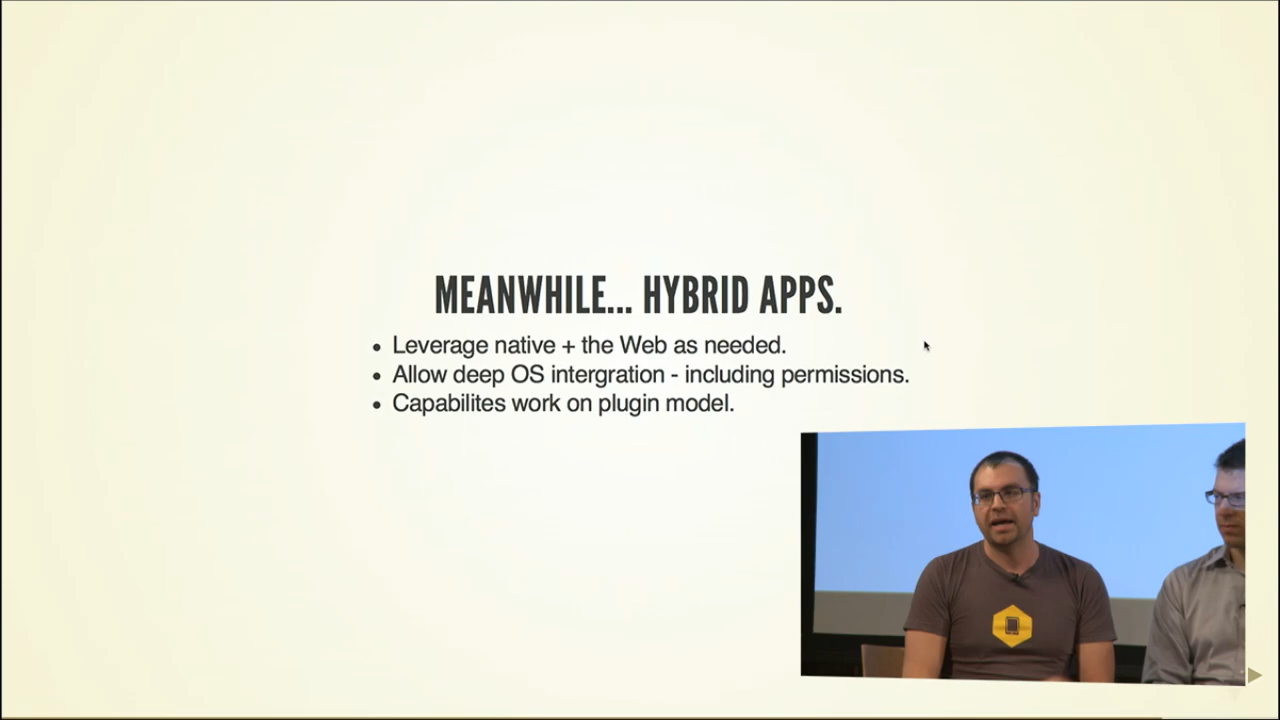 MEANWHILE... HYBRID APPS.
Leverage native + the Web as needed.
Allow deep OS intergration - including permissions.
Capabilites work on plugin model.